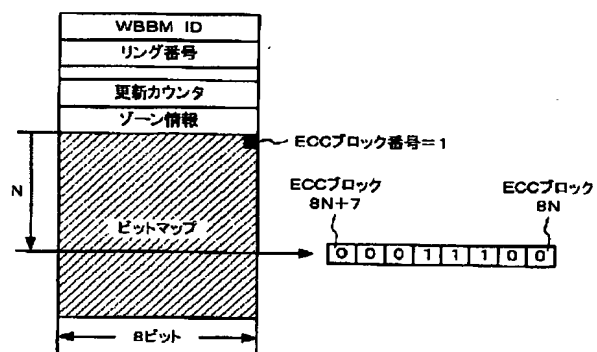 WBBM ID
リング番号
更新カウンタ
ゾーン情報
ECCブロック番号=1
N
ECCブロック
8N+7
ECCブロック
8N
ビットマップ
0 0 0 1 1 1 0 0
8ビット